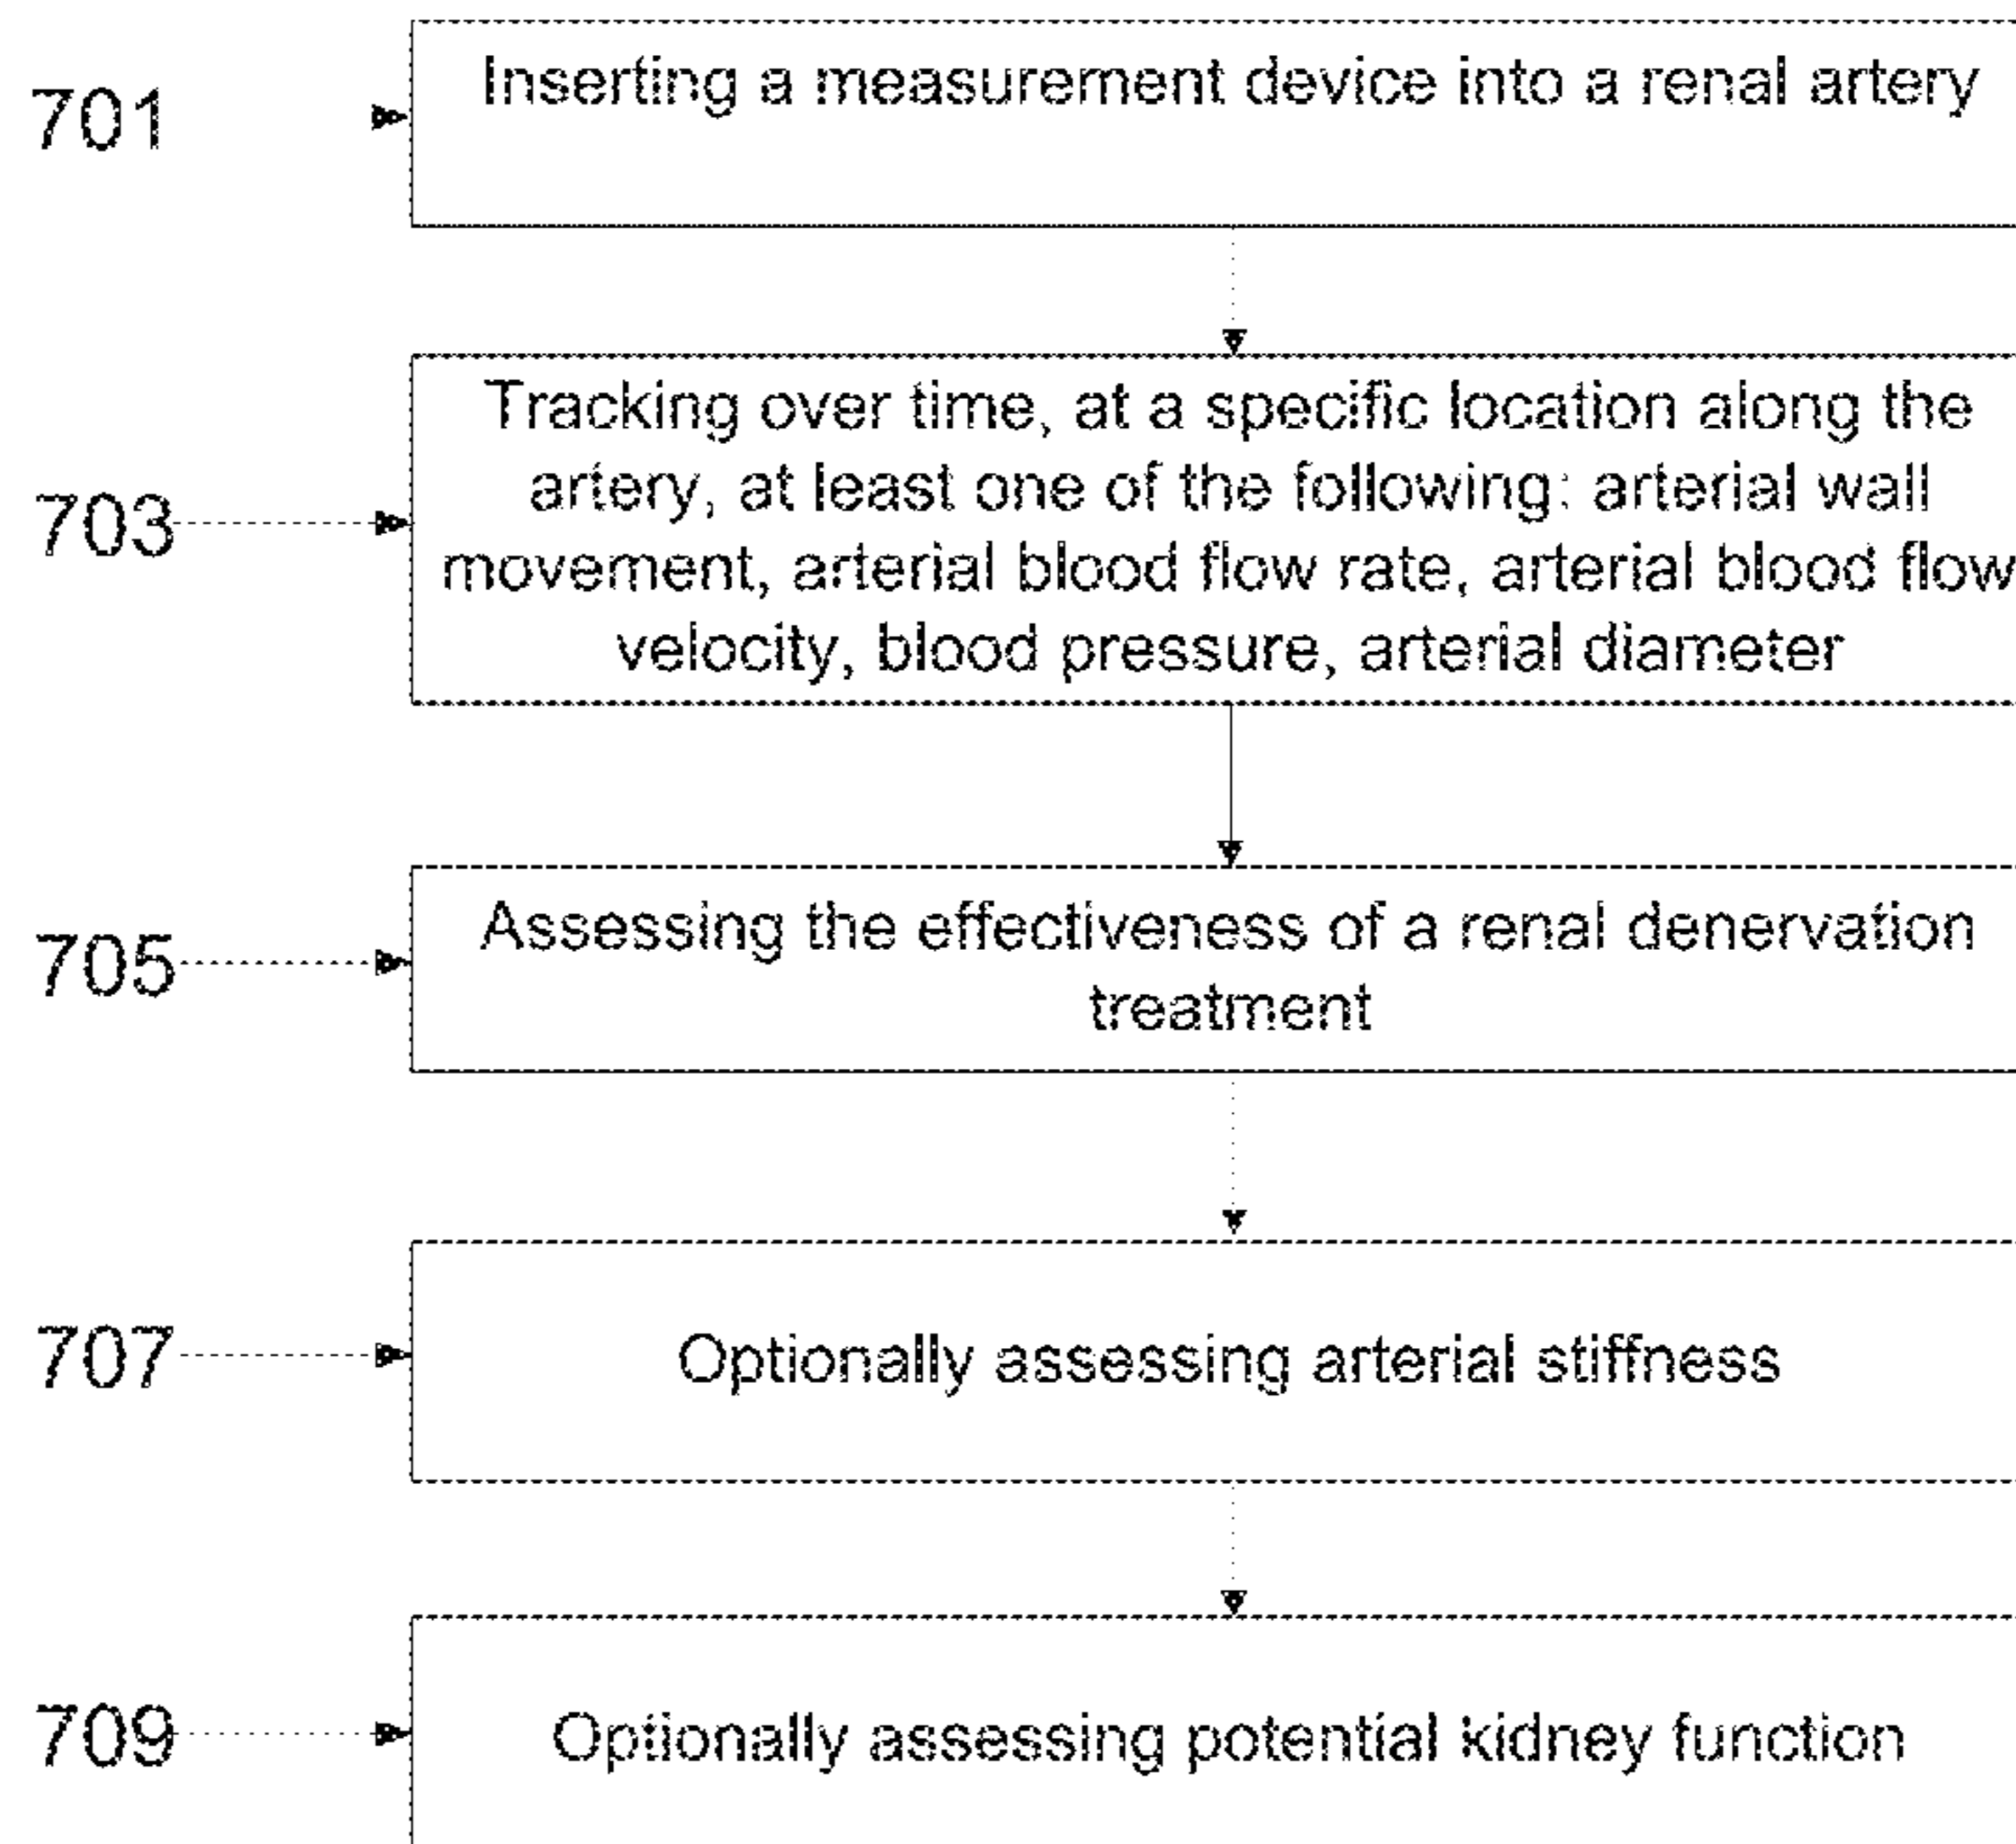 701
Inserting a measurement device into a renal artery
703
Tracking over time, at a specific location along the
artery, at least one of the following: arterial wall
movement, arterial blood flow rate, arterial blood flow
velocity, blood pressure, arterial diameter
705
Assessing the effectiveness of a renal denervation
treatment
707
Optionally assessing arterial stiffness
709
Optionally assessing potential kidney function